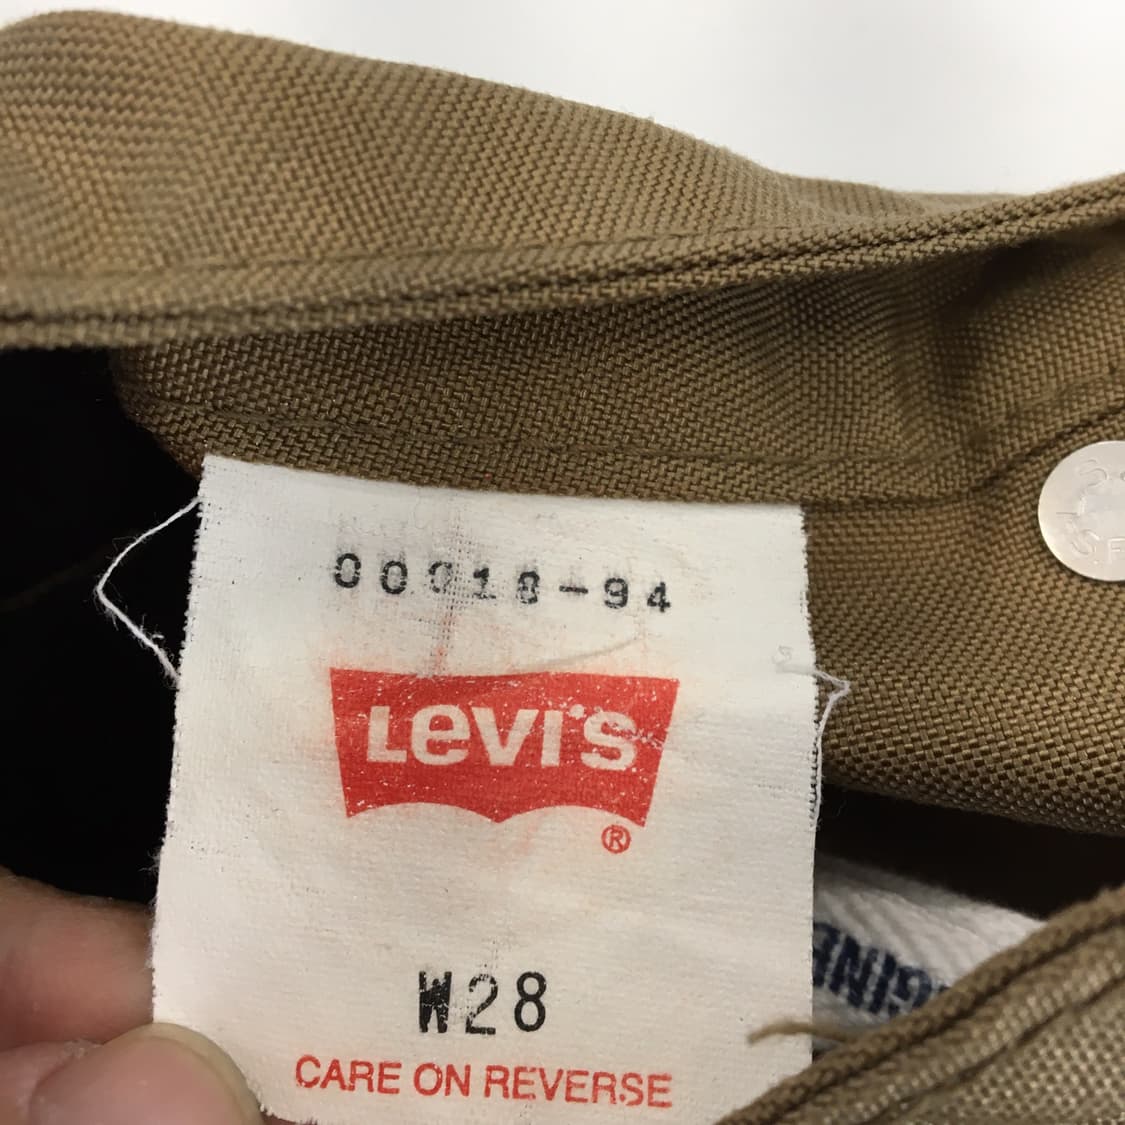 00018-94
Levi's
®
W28
CARE ON REVERSE